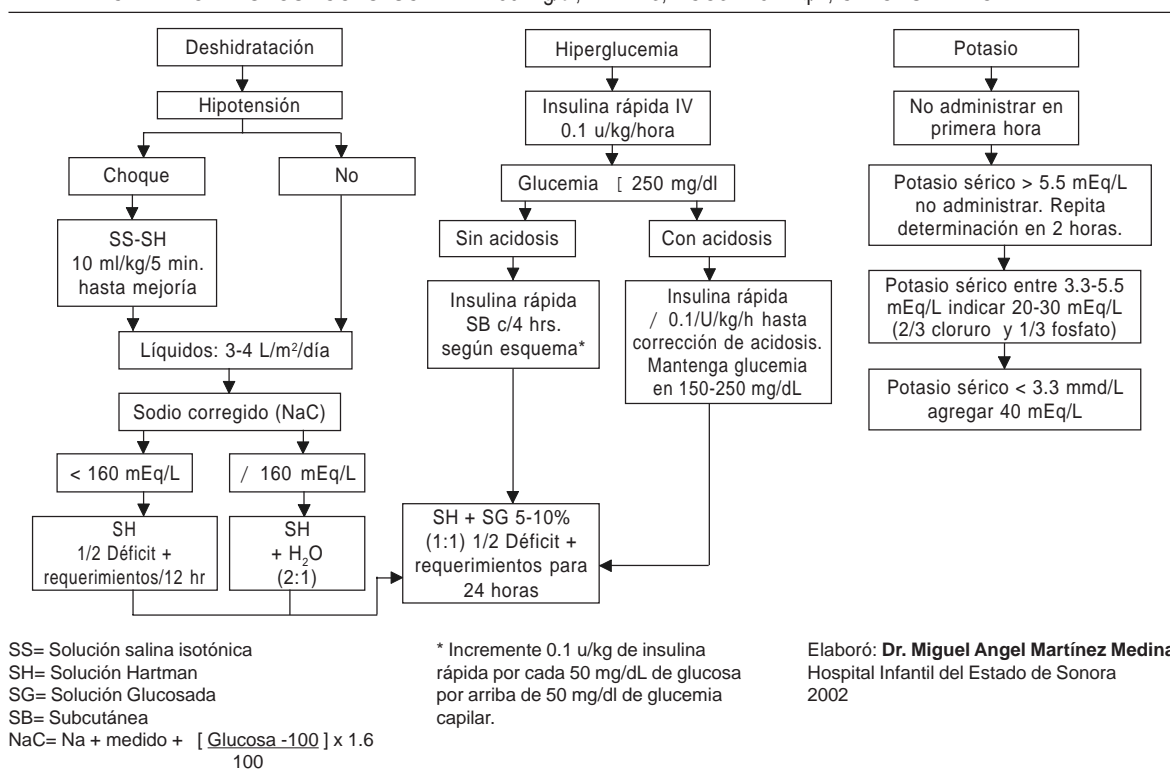 Deshidratación
Hipotensión
Choque
No
SS-SH
10 ml/kg/5 min.
hasta mejoría
Líquidos: 3-4 L/m²/día
Sodio corregido (NaC)
< 160 mEq/L
/ 160 mEq/L
SH
1/2 Déficit +
requerimientos/12 hr
SH
+ H₂O
(2:1)
Hiperglucemia
Insulina rápida IV
0.1 u/kg/hora
Glucemia [ 250 mg/dl
Sin acidosis
Con acidosis
Insulina rápida
SB c/4 hrs.
según esquema*
Insulina rápida
/ 0.1/U/kg/h hasta
corrección de acidosis.
Mantenga glucemia
en 150-250 mg/dL
SH + SG 5-10%
(1:1) 1/2 Déficit +
requerimientos para
24 horas
Potasio
No administrar en
primera hora
Potasio sérico > 5.5 mEq/L
no administrar. Repita
determinación en 2 horas.
Potasio sérico entre 3.3-5.5
mEq/L indicar 20-30 mEq/L
(2/3 cloruro y 1/3 fosfato)
Potasio sérico < 3.3 mmd/L
agregar 40 mEq/L
SS= Solución salina isotónica
SH= Solución Hartman
SG= Solución Glucosada
SB= Subcutánea
NaC= Na + medido + [ Glucosa -100 ] x 1.6
100
* Incremente 0.1 u/kg de insulina
rápida por cada 50 mg/dL de glucosa
por arriba de 50 mg/dl de glucemia
capilar.
Elaboró: Dr. Miguel Angel Martínez Medina
Hospital Infantil del Estado de Sonora
2002